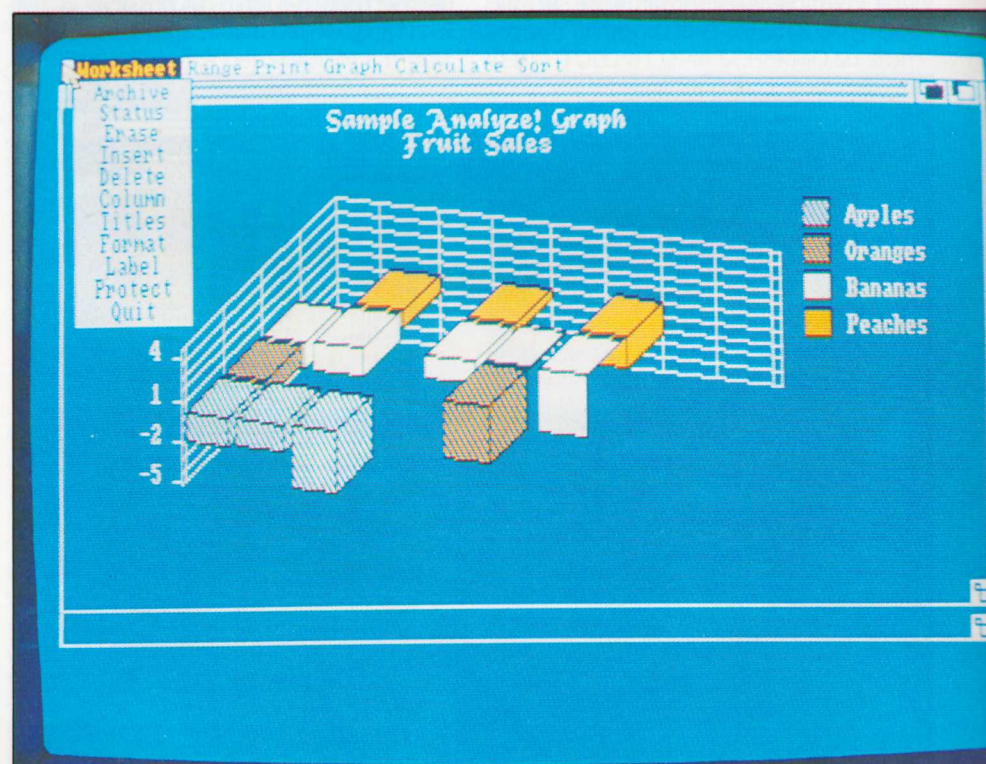 Worksheet Range Print Graph Calculate Sort
Archive
Status
Erase
Insert
Delete
Column
Titles
Format
Label
Protect
Quit
Sample Analyze! Graph
Fruit Sales
Apples
Oranges
Bananas
Peaches
4
1
-2
-5